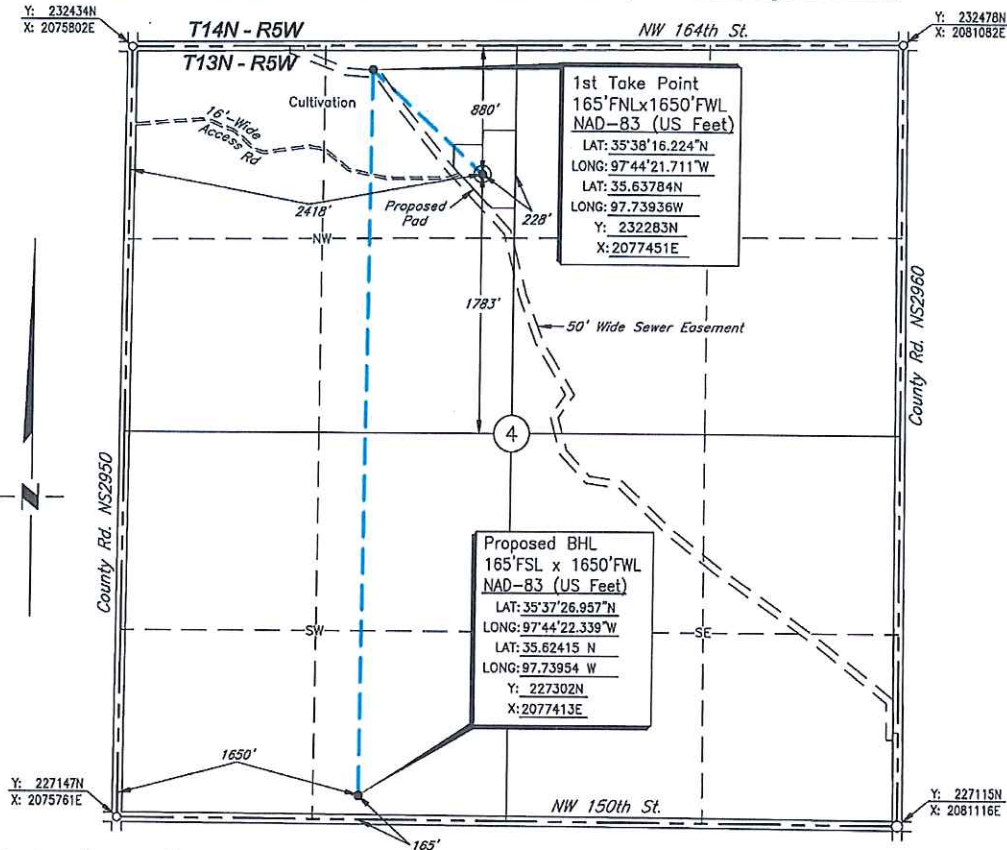 Y: 232434N
X: 2075802E
T14N - R5W
T13N - R5W
NW 164th St.
Y: 232478N
X: 2081082E
Cultivation
16'-Wide
Access Rd
880'
1st Take Point
165'FNLx1650'FWL
NAD-83 (US Feet)
LAT: 35°38'16.224"N
LONG: 97°44'21.711"W
LAT: 35.63784N
LONG: 97.73936W
Y: 232283N
X: 2077451E
2418'
Proposed
Pad
228'
NW
1783'
50' Wide Sewer Easement
County Rd. NS2960
4
N
County Rd. NS2950
Proposed BHL
165'FSL x 1650'FWL
NAD-83 (US Feet)
LAT: 35°37'26.957"N
LONG: 97°44'22.339"W
LAT: 35.62415 N
LONG: 97.73954 W
Y: 227302N
X: 2077413E
SW
SE
1650'
Y: 227147N
X: 2075761E
NW 150th St.
165'
Y: 227115N
X: 2081116E